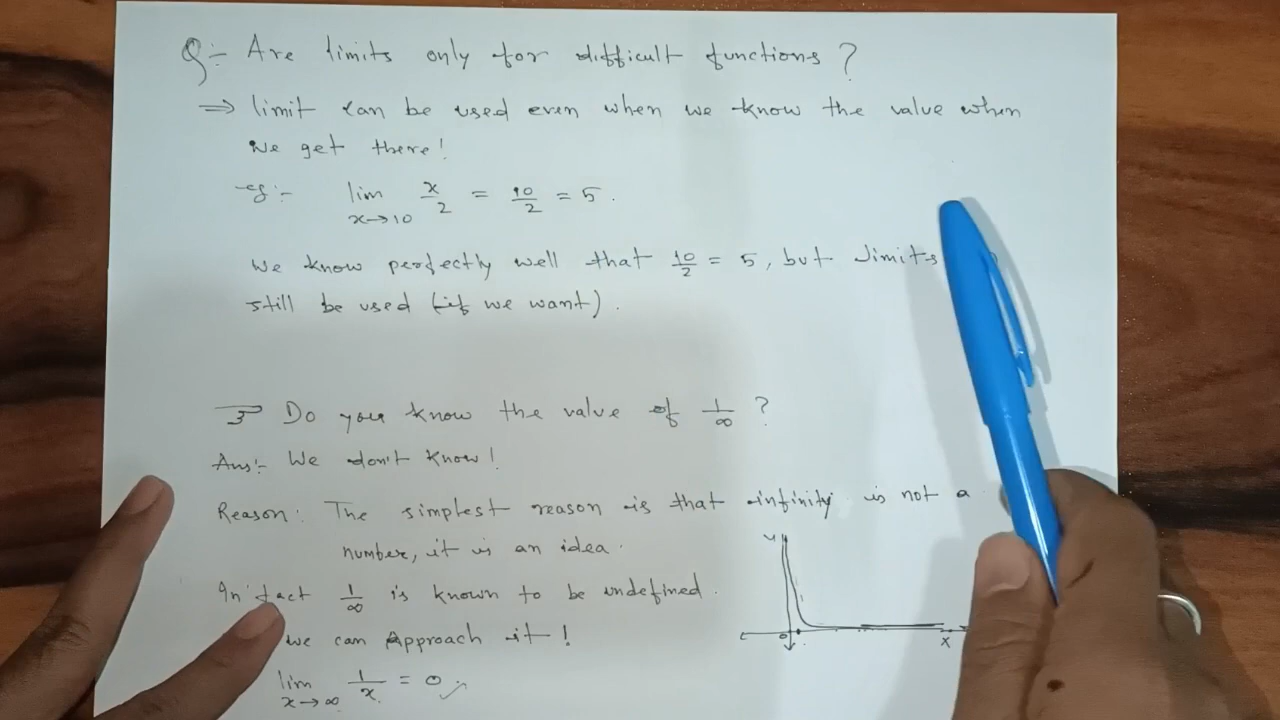 Q:- Are limits only for difficult functions?
⇒ limit can be used even when we know the value when
we get there!
eg:- lim x→10 x/2 = 10/2 = 5.
We know perfectly well that 10/2 = 5, but limits
still be used (if we want).
Do you know the value of 1/∞ ?
Ans:- We don't know!
Reason: The simplest reason is that infinity is not a
number, it is an idea.
In fact 1/∞ is known to be undefined.
we can Approach it!
lim x→∞ 1/x = 0
y
0
x